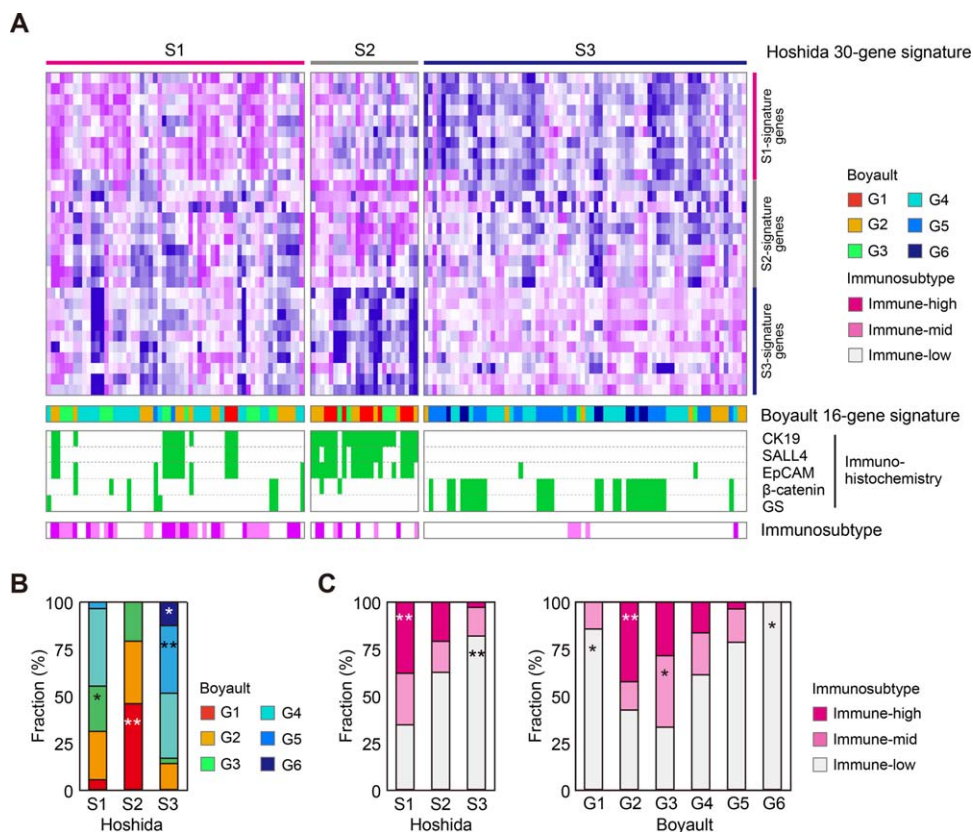 A
S1 S2 S3 Hoshida 30-gene signature
S1-signature
genes
S2-signature
genes
S3-signature
genes
Boyault
G1 G4
G2 G5
G3 G6
Immunosubtype
Immune-high
Immune-mid
Immune-low
Boyault 16-gene signature
CK19
SALL4
EpCAM
β-catenin
GS
Immuno-
histochemistry
Immunosubtype
B
Fraction (%)
100
75
50
25
0
*
**
*
**
S1 S2 S3
Hoshida
Boyault
G1 G4
G2 G5
G3 G6
C
Fraction (%)
100
75
50
25
0
**
**
S1 S2 S3
Hoshida
Fraction (%)
100
75
50
25
0
*
**
*
*
G1 G2 G3 G4 G5 G6
Boyault
Immunosubtype
Immune-high
Immune-mid
Immune-low